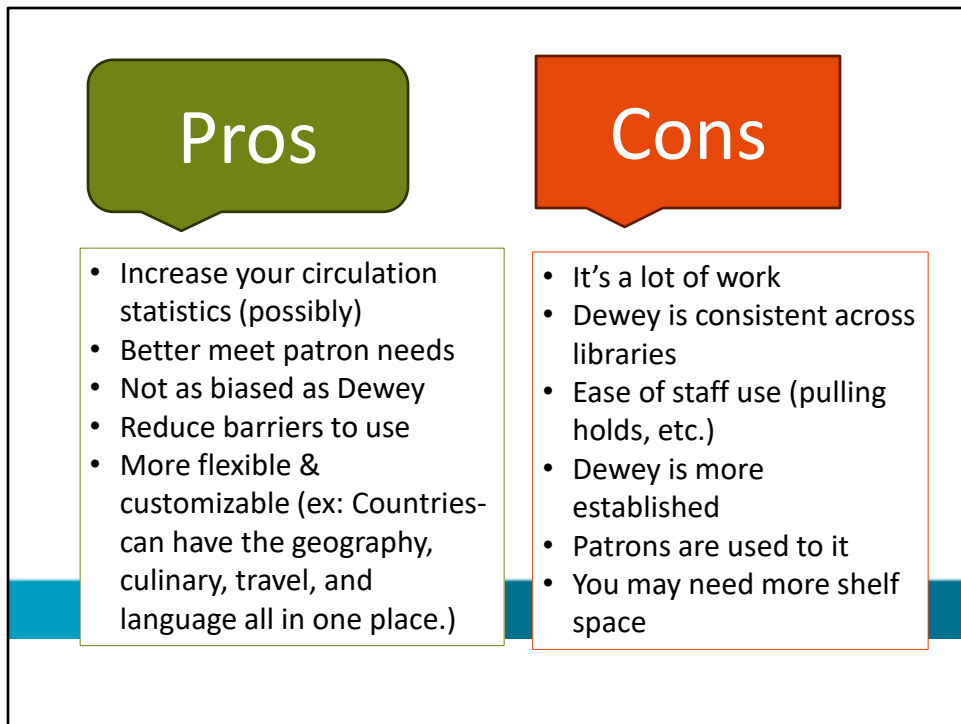 Pros
• Increase your circulation
statistics (possibly)
• Better meet patron needs
• Not as biased as Dewey
• Reduce barriers to use
• More flexible &
customizable (ex: Countries-
can have the geography,
culinary, travel, and
language all in one place.)
Cons
• It’s a lot of work
• Dewey is consistent across
libraries
• Ease of staff use (pulling
holds, etc.)
• Dewey is more
established
• Patrons are used to it
• You may need more shelf
space